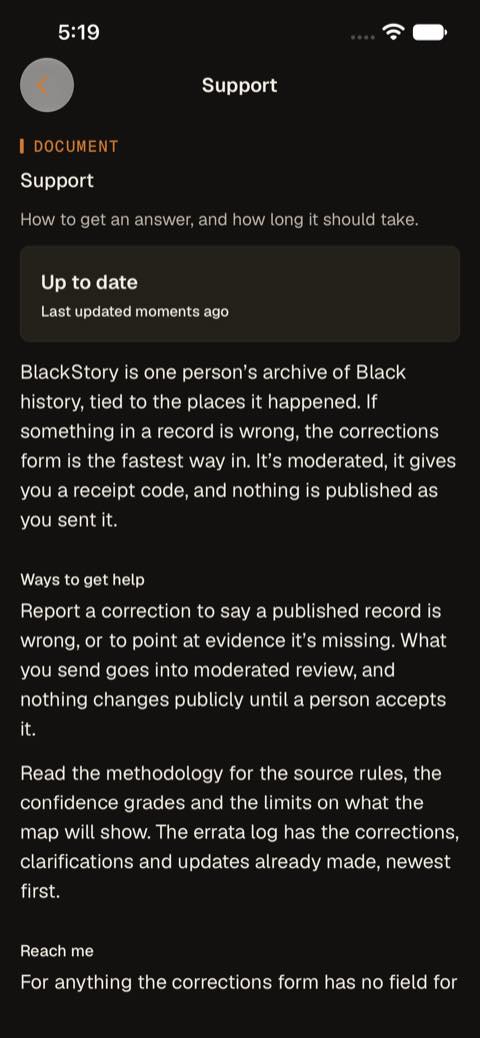 5:19
Support
DOCUMENT
Support
How to get an answer, and how long it should take.
Up to date
Last updated moments ago
BlackStory is one person’s archive of Black
history, tied to the places it happened. If
something in a record is wrong, the corrections
form is the fastest way in. It’s moderated, it gives
you a receipt code, and nothing is published as
you sent it.
Ways to get help
Report a correction to say a published record is
wrong, or to point at evidence it’s missing. What
you send goes into moderated review, and
nothing changes publicly until a person accepts
it.
Read the methodology for the source rules, the
confidence grades and the limits on what the
map will show. The errata log has the corrections,
clarifications and updates already made, newest
first.
Reach me
For anything the corrections form has no field for